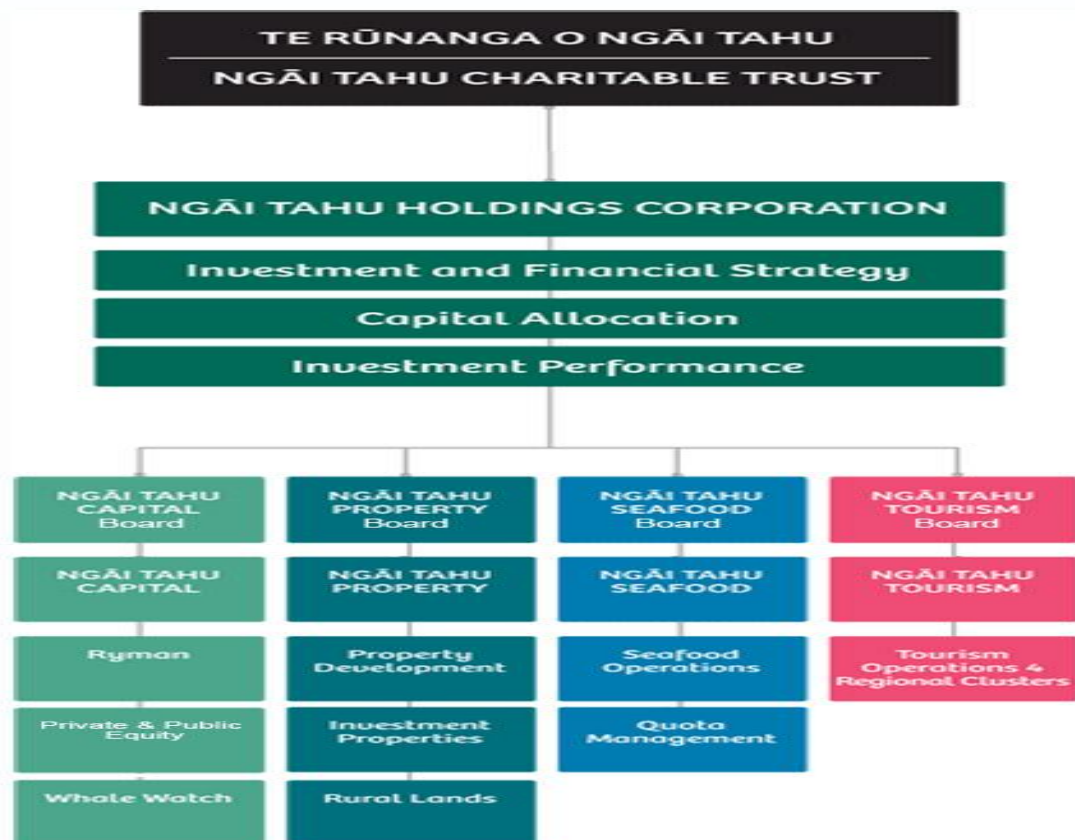 TE RŪNANGA O NGĀI TAHU
NGĀI TAHU CHARITABLE TRUST
NGĀI TAHU HOLDINGS CORPORATION
Investment and Financial Strategy
Capital Allocation
Investment Performance
NGĀI TAHU
CAPITAL
Board
NGĀI TAHU
PROPERTY
Board
NGĀI TAHU
SEAFOOD
Board
NGĀI TAHU
TOURISM
Board
NGĀI TAHU
CAPITAL
NGĀI TAHU
PROPERTY
NGĀI TAHU
SEAFOOD
NGĀI TAHU
TOURISM
Ryman
Property
Development
Seafood
Operations
Tourism
Operations &
Regional Clusters
Private & Public
Equity
Investment
Properties
Quota
Management
Whale Watch
Rural Lands